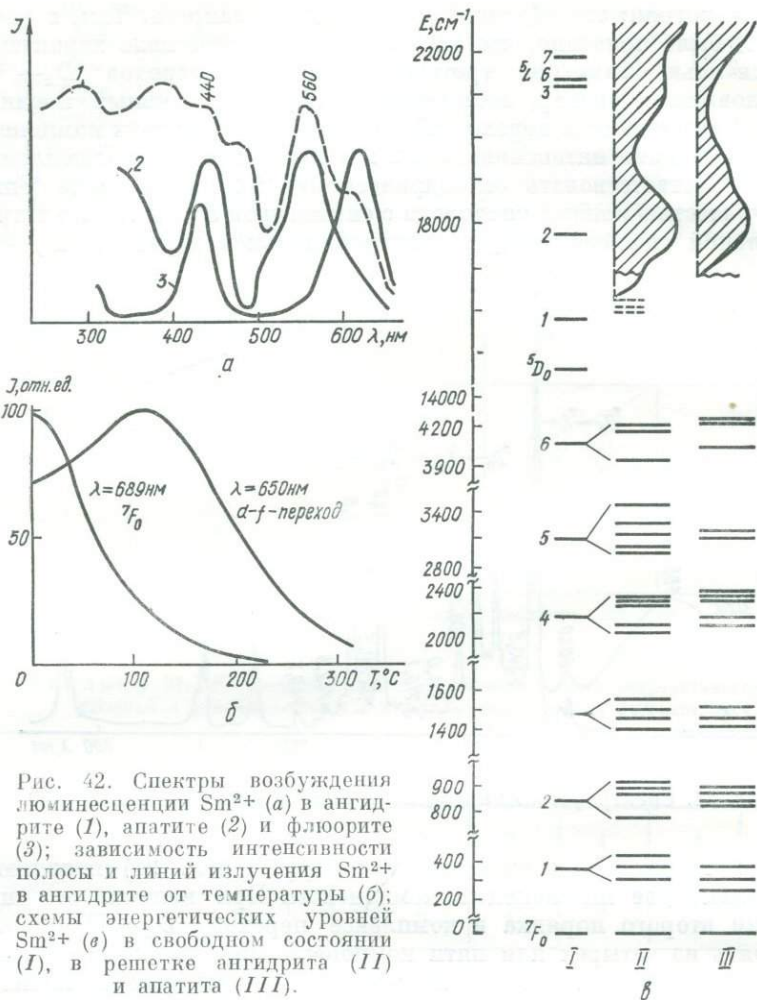 J
1
2
3
440
560
300 400 500 600 λ, нм
а
J, отн. ед.
100
50
λ=689нм
⁷F₀
λ=650нм
d-f-переход
0 100 200 300 T,°C
б
E, см⁻¹
22000
18000
14000
4200
3900
3400
2800
2400
2000
1600
1400
900
800
400
200
0
⁵L
7
6
3
2
1
⁵D₀
6
5
4
2
1
⁷F₀
I II III
в
Рис. 42. Спектры возбуждения
люминесценции Sm²⁺ (а) в ангид-
рите (1), апатите (2) и флюорите
(3); зависимость интенсивности
полосы и линий излучения Sm²⁺
в ангидрите от температуры (б);
схемы энергетических уровней
Sm²⁺ (в) в свободном состоянии
(I), в решетке ангидрита (II)
и апатита (III).